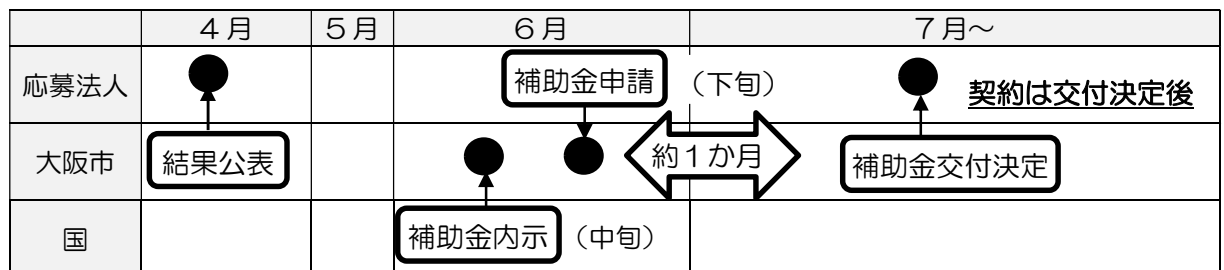 ４月 ５月 ６月 ７月～
応募法人 補助金申請 （下旬） 契約は交付決定後
大阪市 結果公表 約１か月 補助金交付決定
国 補助金内示 （中旬）